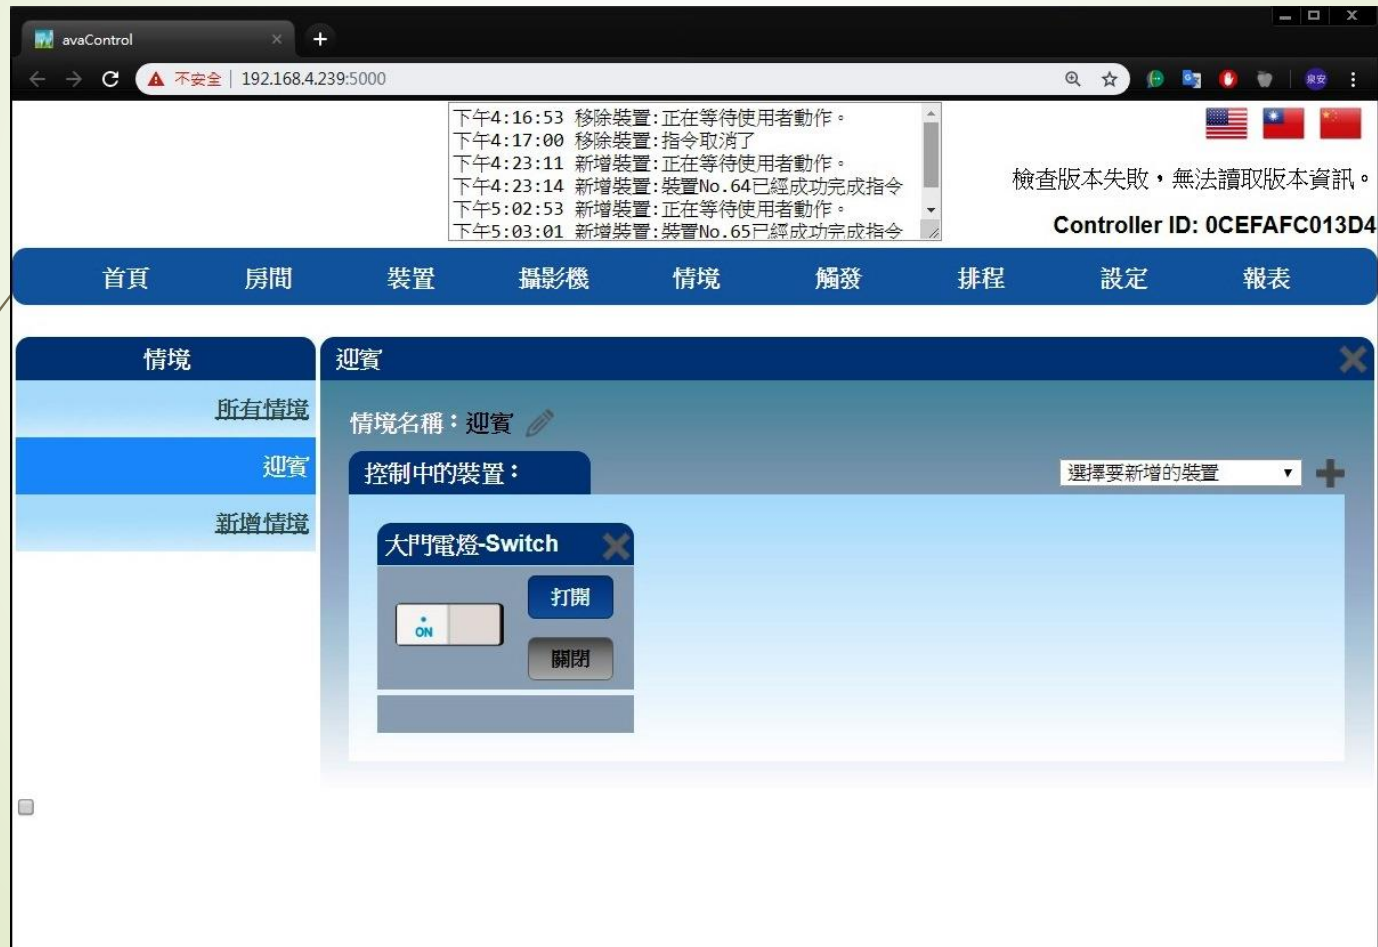 avaControl
不安全 | 192.168.4.239:5000
泉安
下午4:16:53 移除裝置:正在等待使用者動作。
下午4:17:00 移除裝置:指令取消了
下午4:23:11 新增裝置:正在等待使用者動作。
下午4:23:14 新增裝置:裝置No.64已經成功完成指令
下午5:02:53 新增裝置:正在等待使用者動作。
下午5:03:01 新增裝置:裝置No.65已經成功完成指令
檢查版本失敗，無法讀取版本資訊。
Controller ID: 0CEFAFC013D4
首頁 房間 裝置 攝影機 情境 觸發 排程 設定 報表
情境
所有情境
迎賓
新增情境
迎賓
情境名稱：迎賓
控制中的裝置：
選擇要新增的裝置
大門電燈-Switch
打開
ON
關閉